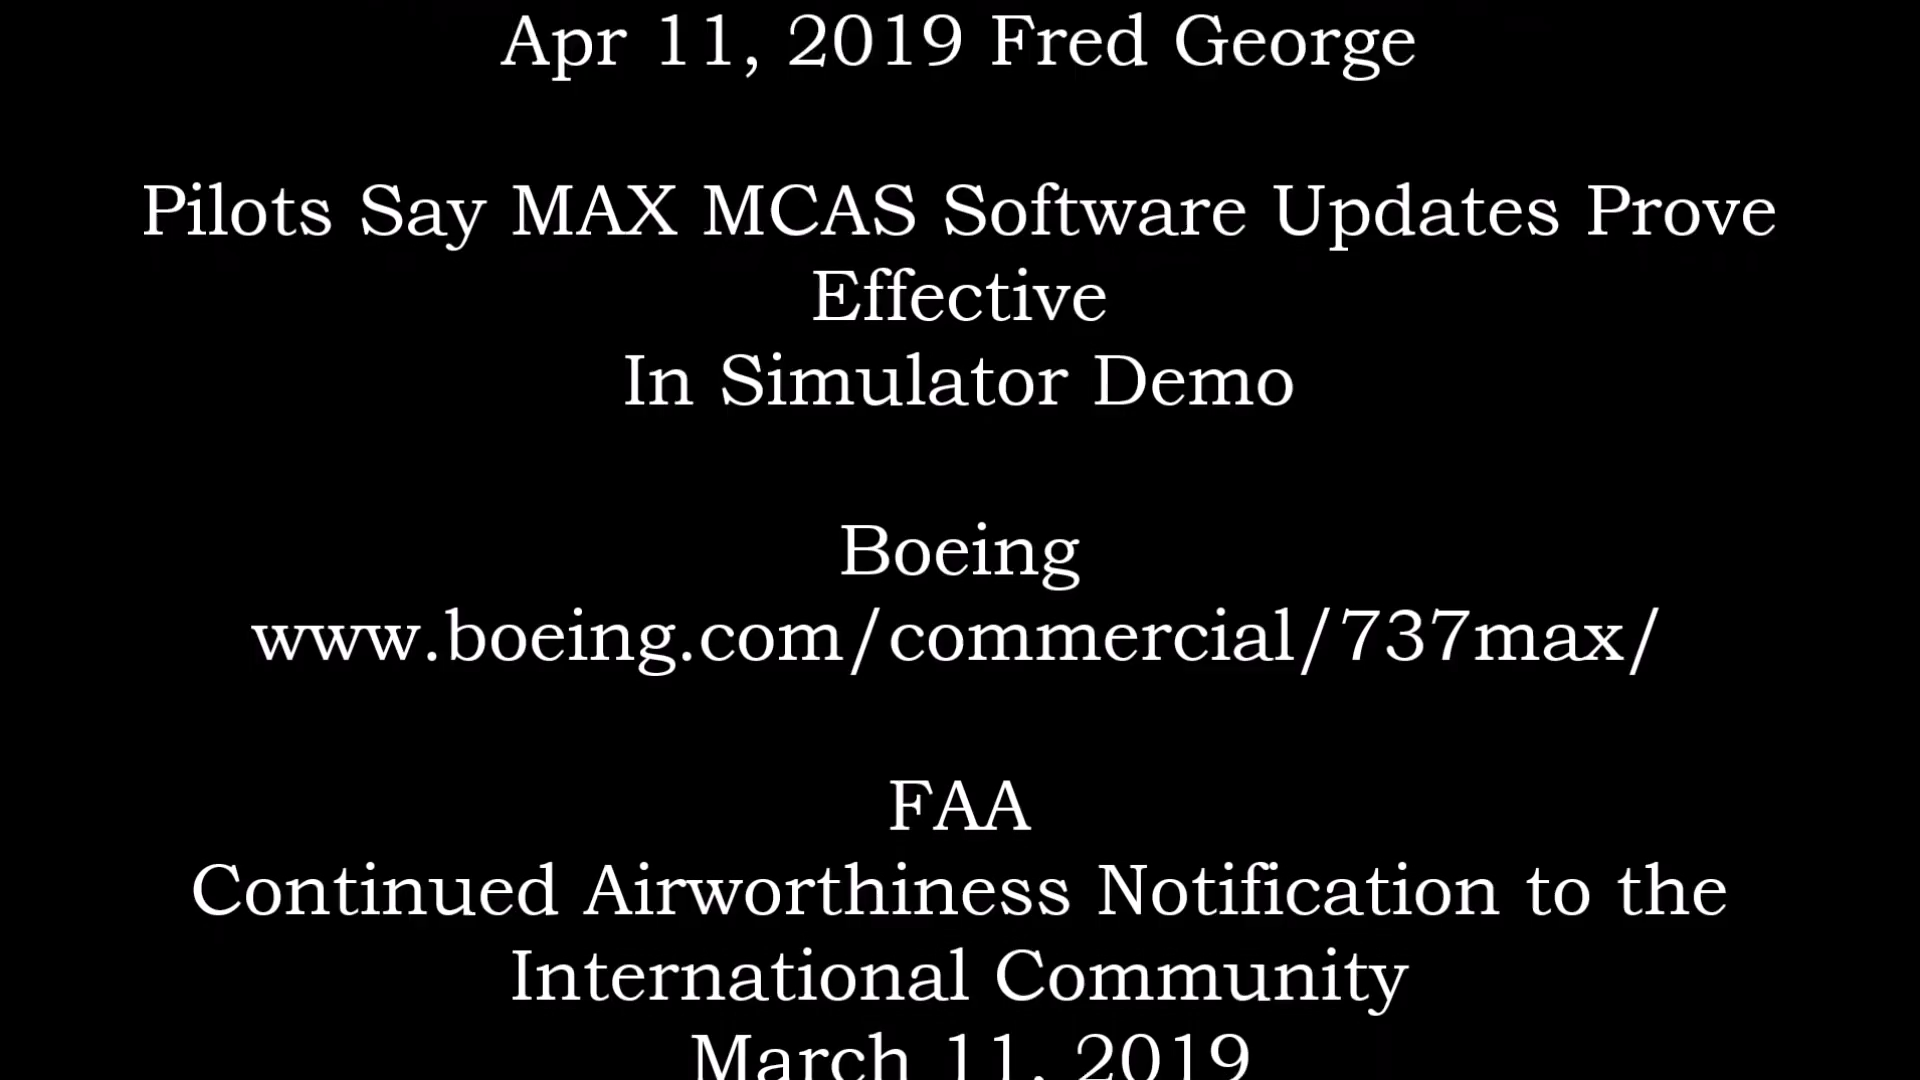 Apr 11, 2019 Fred George
Pilots Say MAX MCAS Software Updates Prove
Effective
In Simulator Demo
Boeing
www.boeing.com/commercial/737max/
FAA
Continued Airworthiness Notification to the
International Community
March 11, 2019